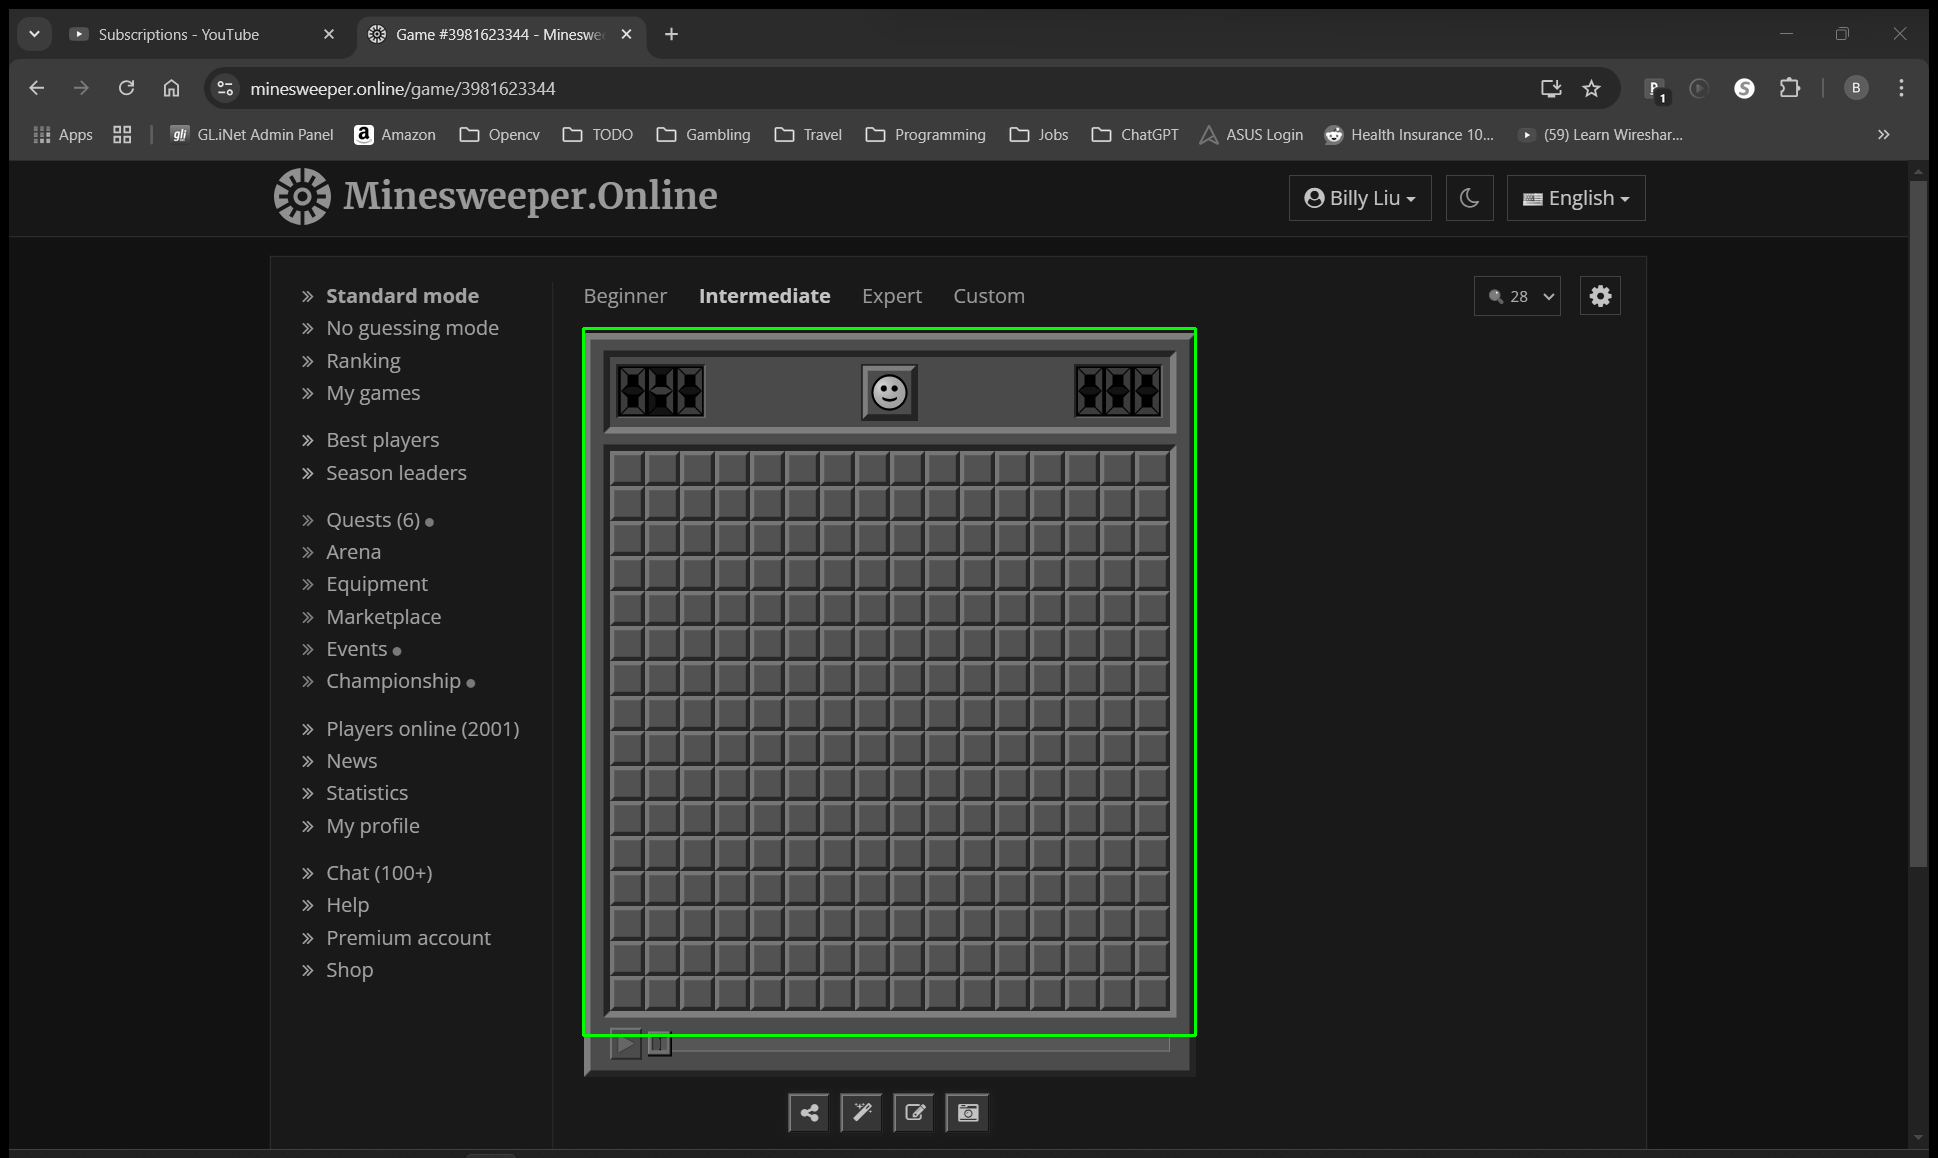 Subscriptions - YouTube
Game #3981623344 - Mineswe
minesweeper.online/game/3981623344
1
B
Apps
gli GL.iNet Admin Panel
a Amazon
Opencv
TODO
Gambling
Travel
Programming
Jobs
ChatGPT
ASUS Login
Health Insurance 10...
(59) Learn Wireshar...
Minesweeper.Online
Billy Liu
English
Standard mode
No guessing mode
Ranking
My games
Best players
Season leaders
Quests (6)
Arena
Equipment
Marketplace
Events
Championship
Players online (2001)
News
Statistics
My profile
Chat (100+)
Help
Premium account
Shop
Beginner
Intermediate
Expert
Custom
28